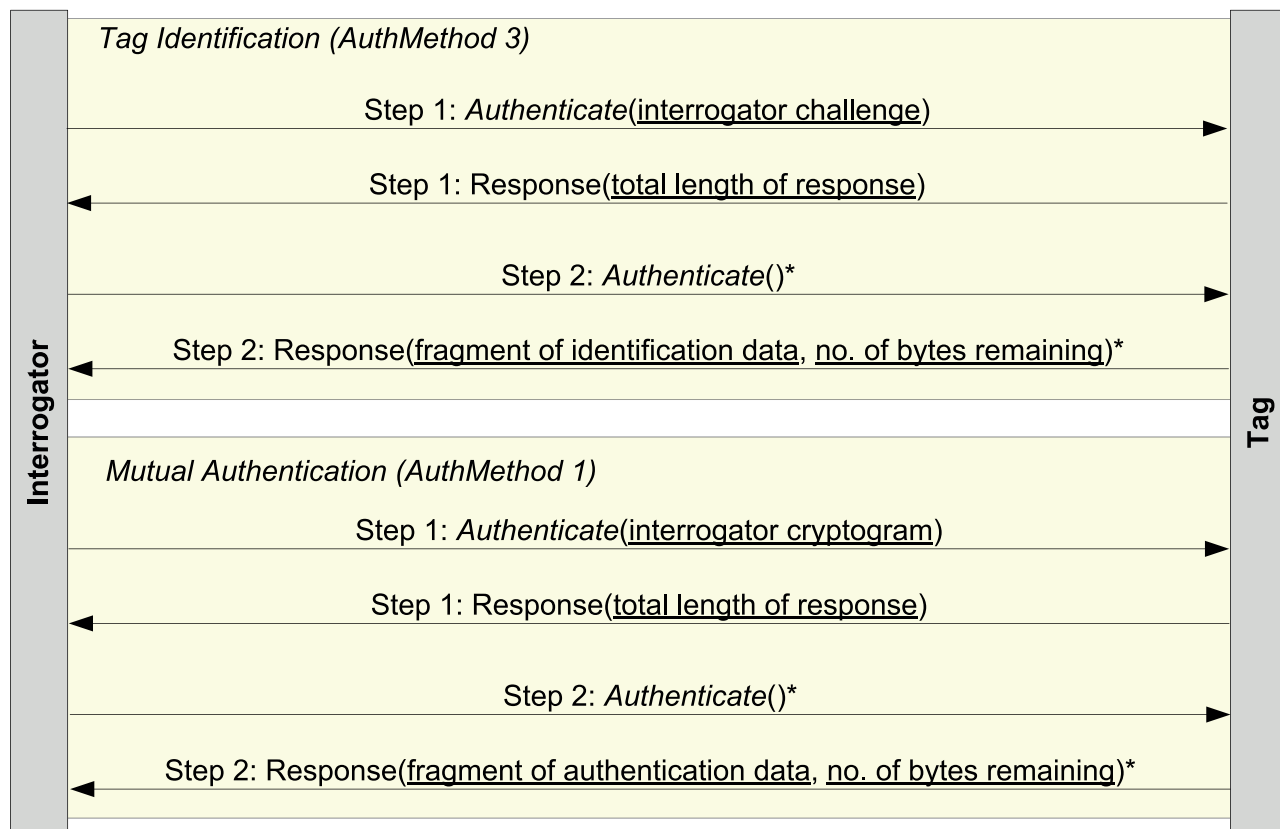 Tag Identification (AuthMethod 3)
Step 1: Authenticate(interrogator challenge)
Step 1: Response(total length of response)
Step 2: Authenticate()*
Step 2: Response(fragment of identification data, no. of bytes remaining)*
Interrogator
Tag
Mutual Authentication (AuthMethod 1)
Step 1: Authenticate(interrogator cryptogram)
Step 1: Response(total length of response)
Step 2: Authenticate()*
Step 2: Response(fragment of authentication data, no. of bytes remaining)*